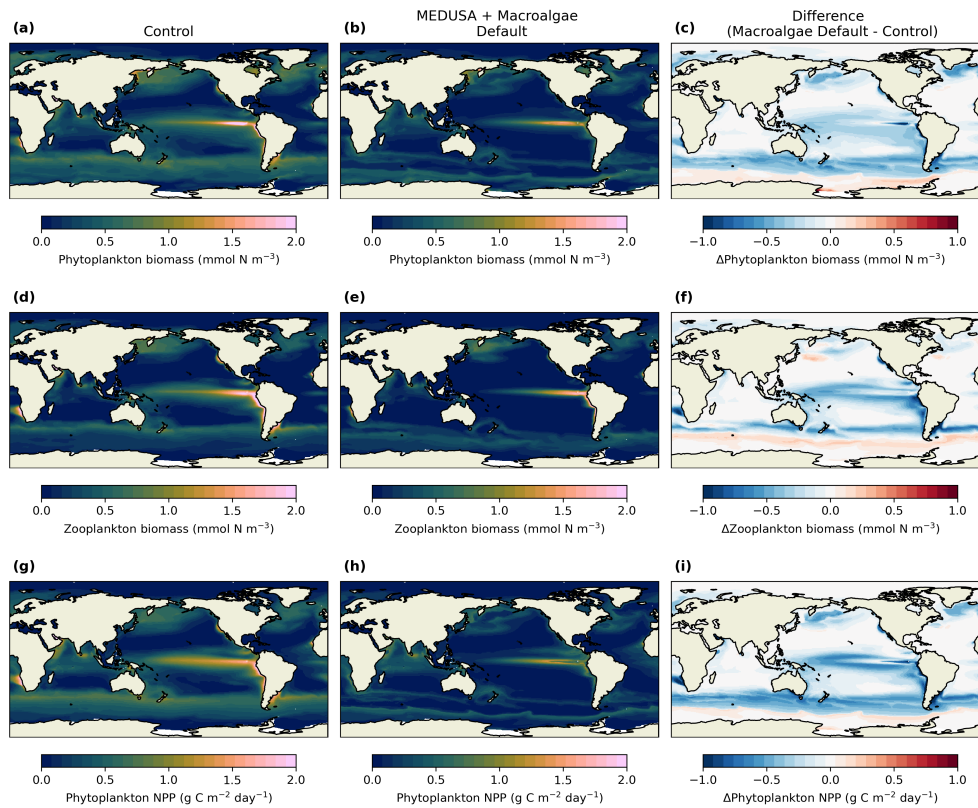 MEDUSA + Macroalgae
Difference
(a) Control (b) Default (c) (Macroalgae Default - Control)
0.0 0.5 1.0 1.5 2.0 0.0 0.5 1.0 1.5 2.0 −1.0 −0.5 0.0 0.5 1.0
Phytoplankton biomass (mmol N m⁻³) Phytoplankton biomass (mmol N m⁻³) ΔPhytoplankton biomass (mmol N m⁻³)
(d) (e) (f)
0.0 0.5 1.0 1.5 2.0 0.0 0.5 1.0 1.5 2.0 −1.0 −0.5 0.0 0.5 1.0
Zooplankton biomass (mmol N m⁻³) Zooplankton biomass (mmol N m⁻³) ΔZooplankton biomass (mmol N m⁻³)
(g) (h) (i)
0.0 0.5 1.0 1.5 2.0 0.0 0.5 1.0 1.5 2.0 −1.0 −0.5 0.0 0.5 1.0
Phytoplankton NPP (g C m⁻² day⁻¹) Phytoplankton NPP (g C m⁻² day⁻¹) ΔPhytoplankton NPP (g C m⁻² day⁻¹)